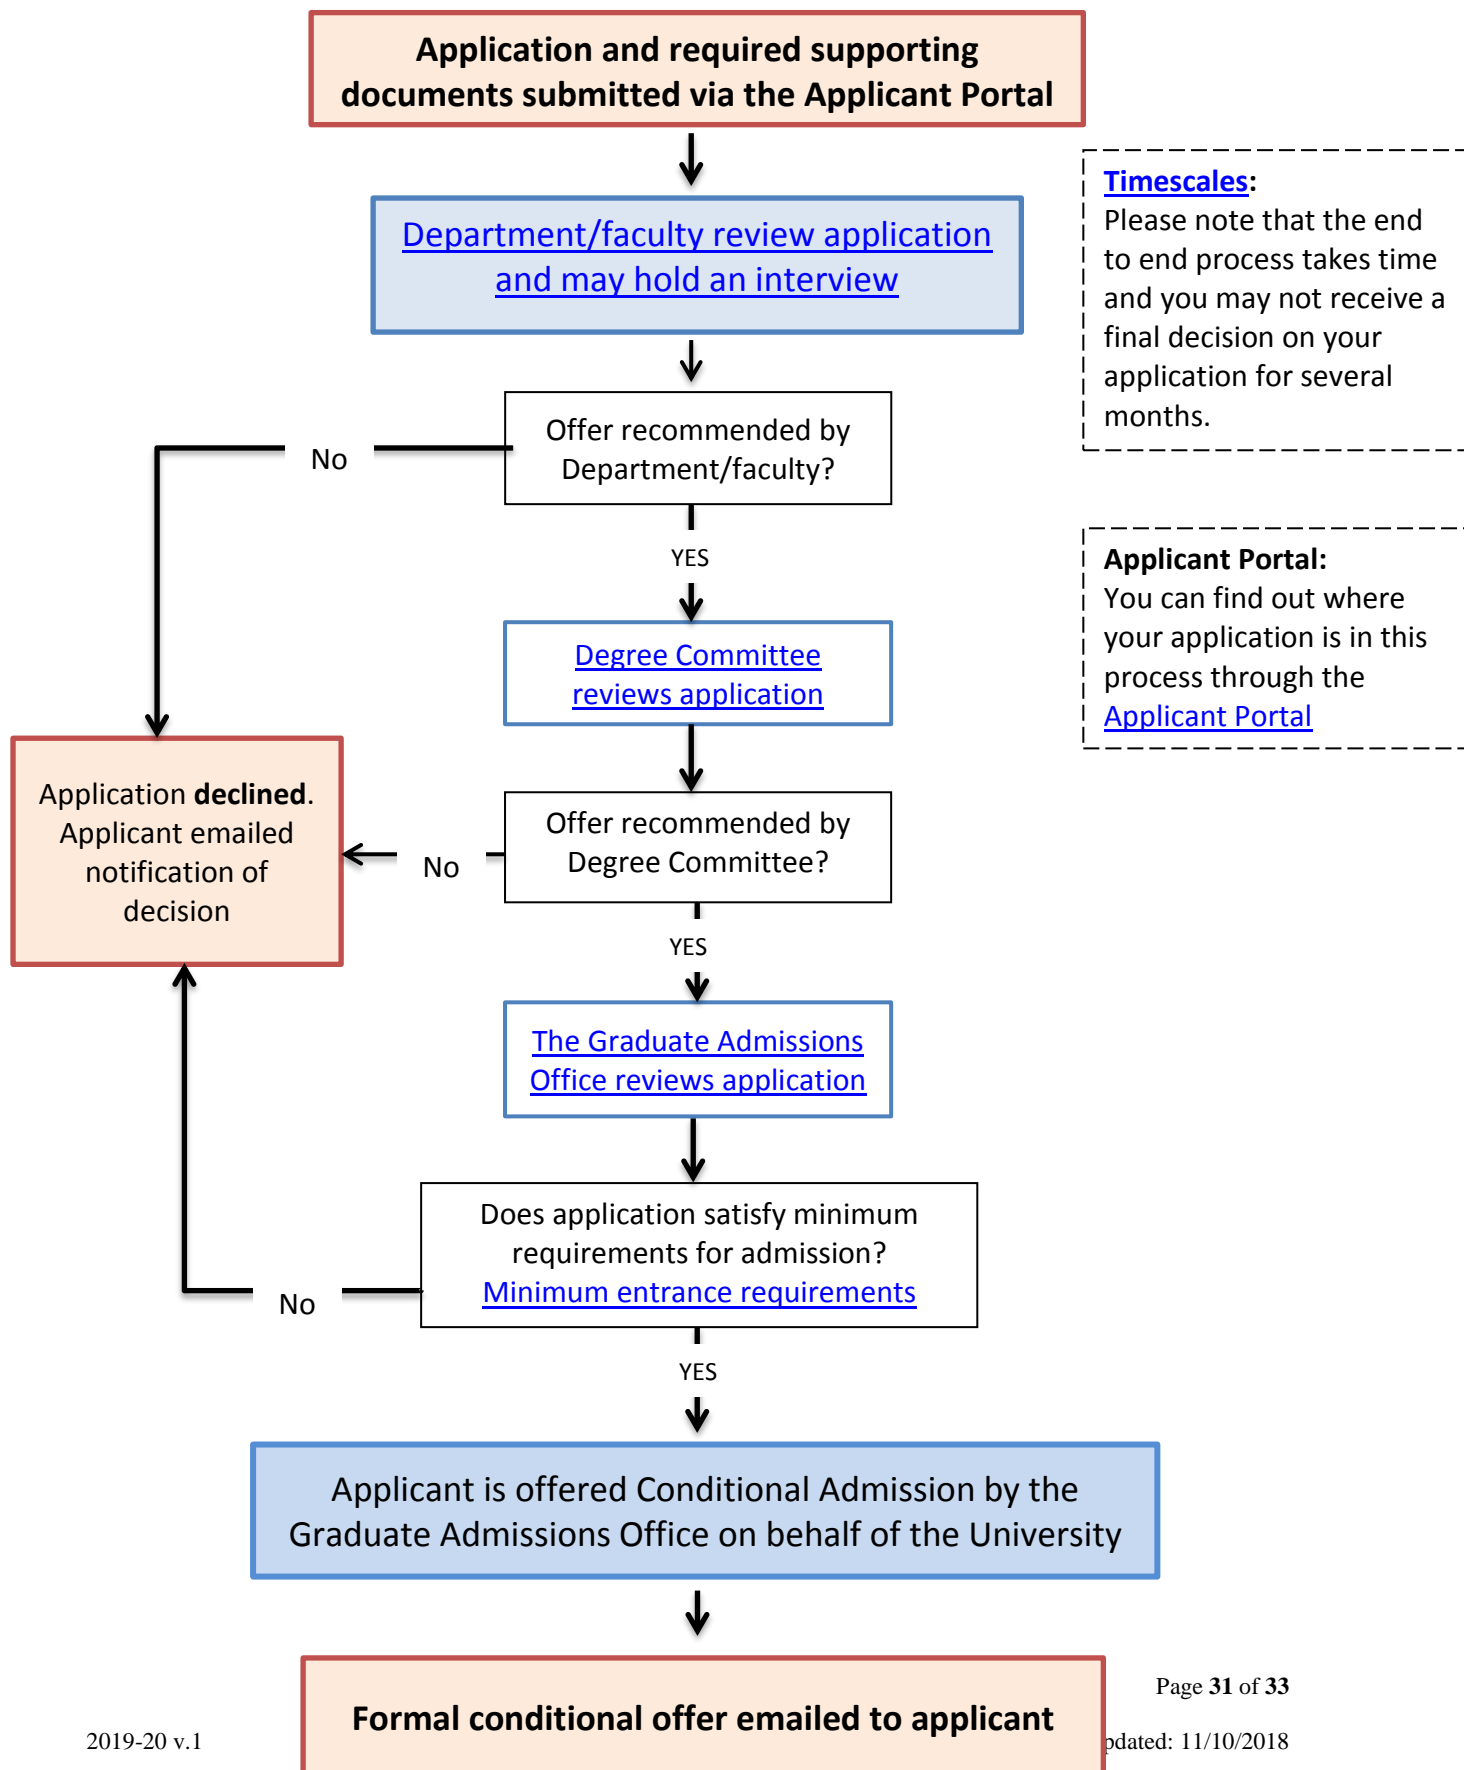 Application and required supporting
documents submitted via the Applicant Portal
Department/faculty review application
and may hold an interview
Timescales:
Please note that the end
to end process takes time
and you may not receive a
final decision on your
application for several
months.
Offer recommended by
Department/faculty?
No
YES
Applicant Portal:
You can find out where
your application is in this
process through the
Applicant Portal
Degree Committee
reviews application
Application declined.
Applicant emailed
notification of
decision
Offer recommended by
Degree Committee?
No
YES
The Graduate Admissions
Office reviews application
Does application satisfy minimum
requirements for admission?
Minimum entrance requirements
No
YES
Applicant is offered Conditional Admission by the
Graduate Admissions Office on behalf of the University
Formal conditional offer emailed to applicant
Page 31 of 33
2019-20 v.1
pdated: 11/10/2018